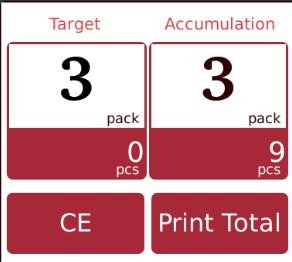 Target Accumulation
3 3
pack pack
0 9
pcs pcs
CE Print Total